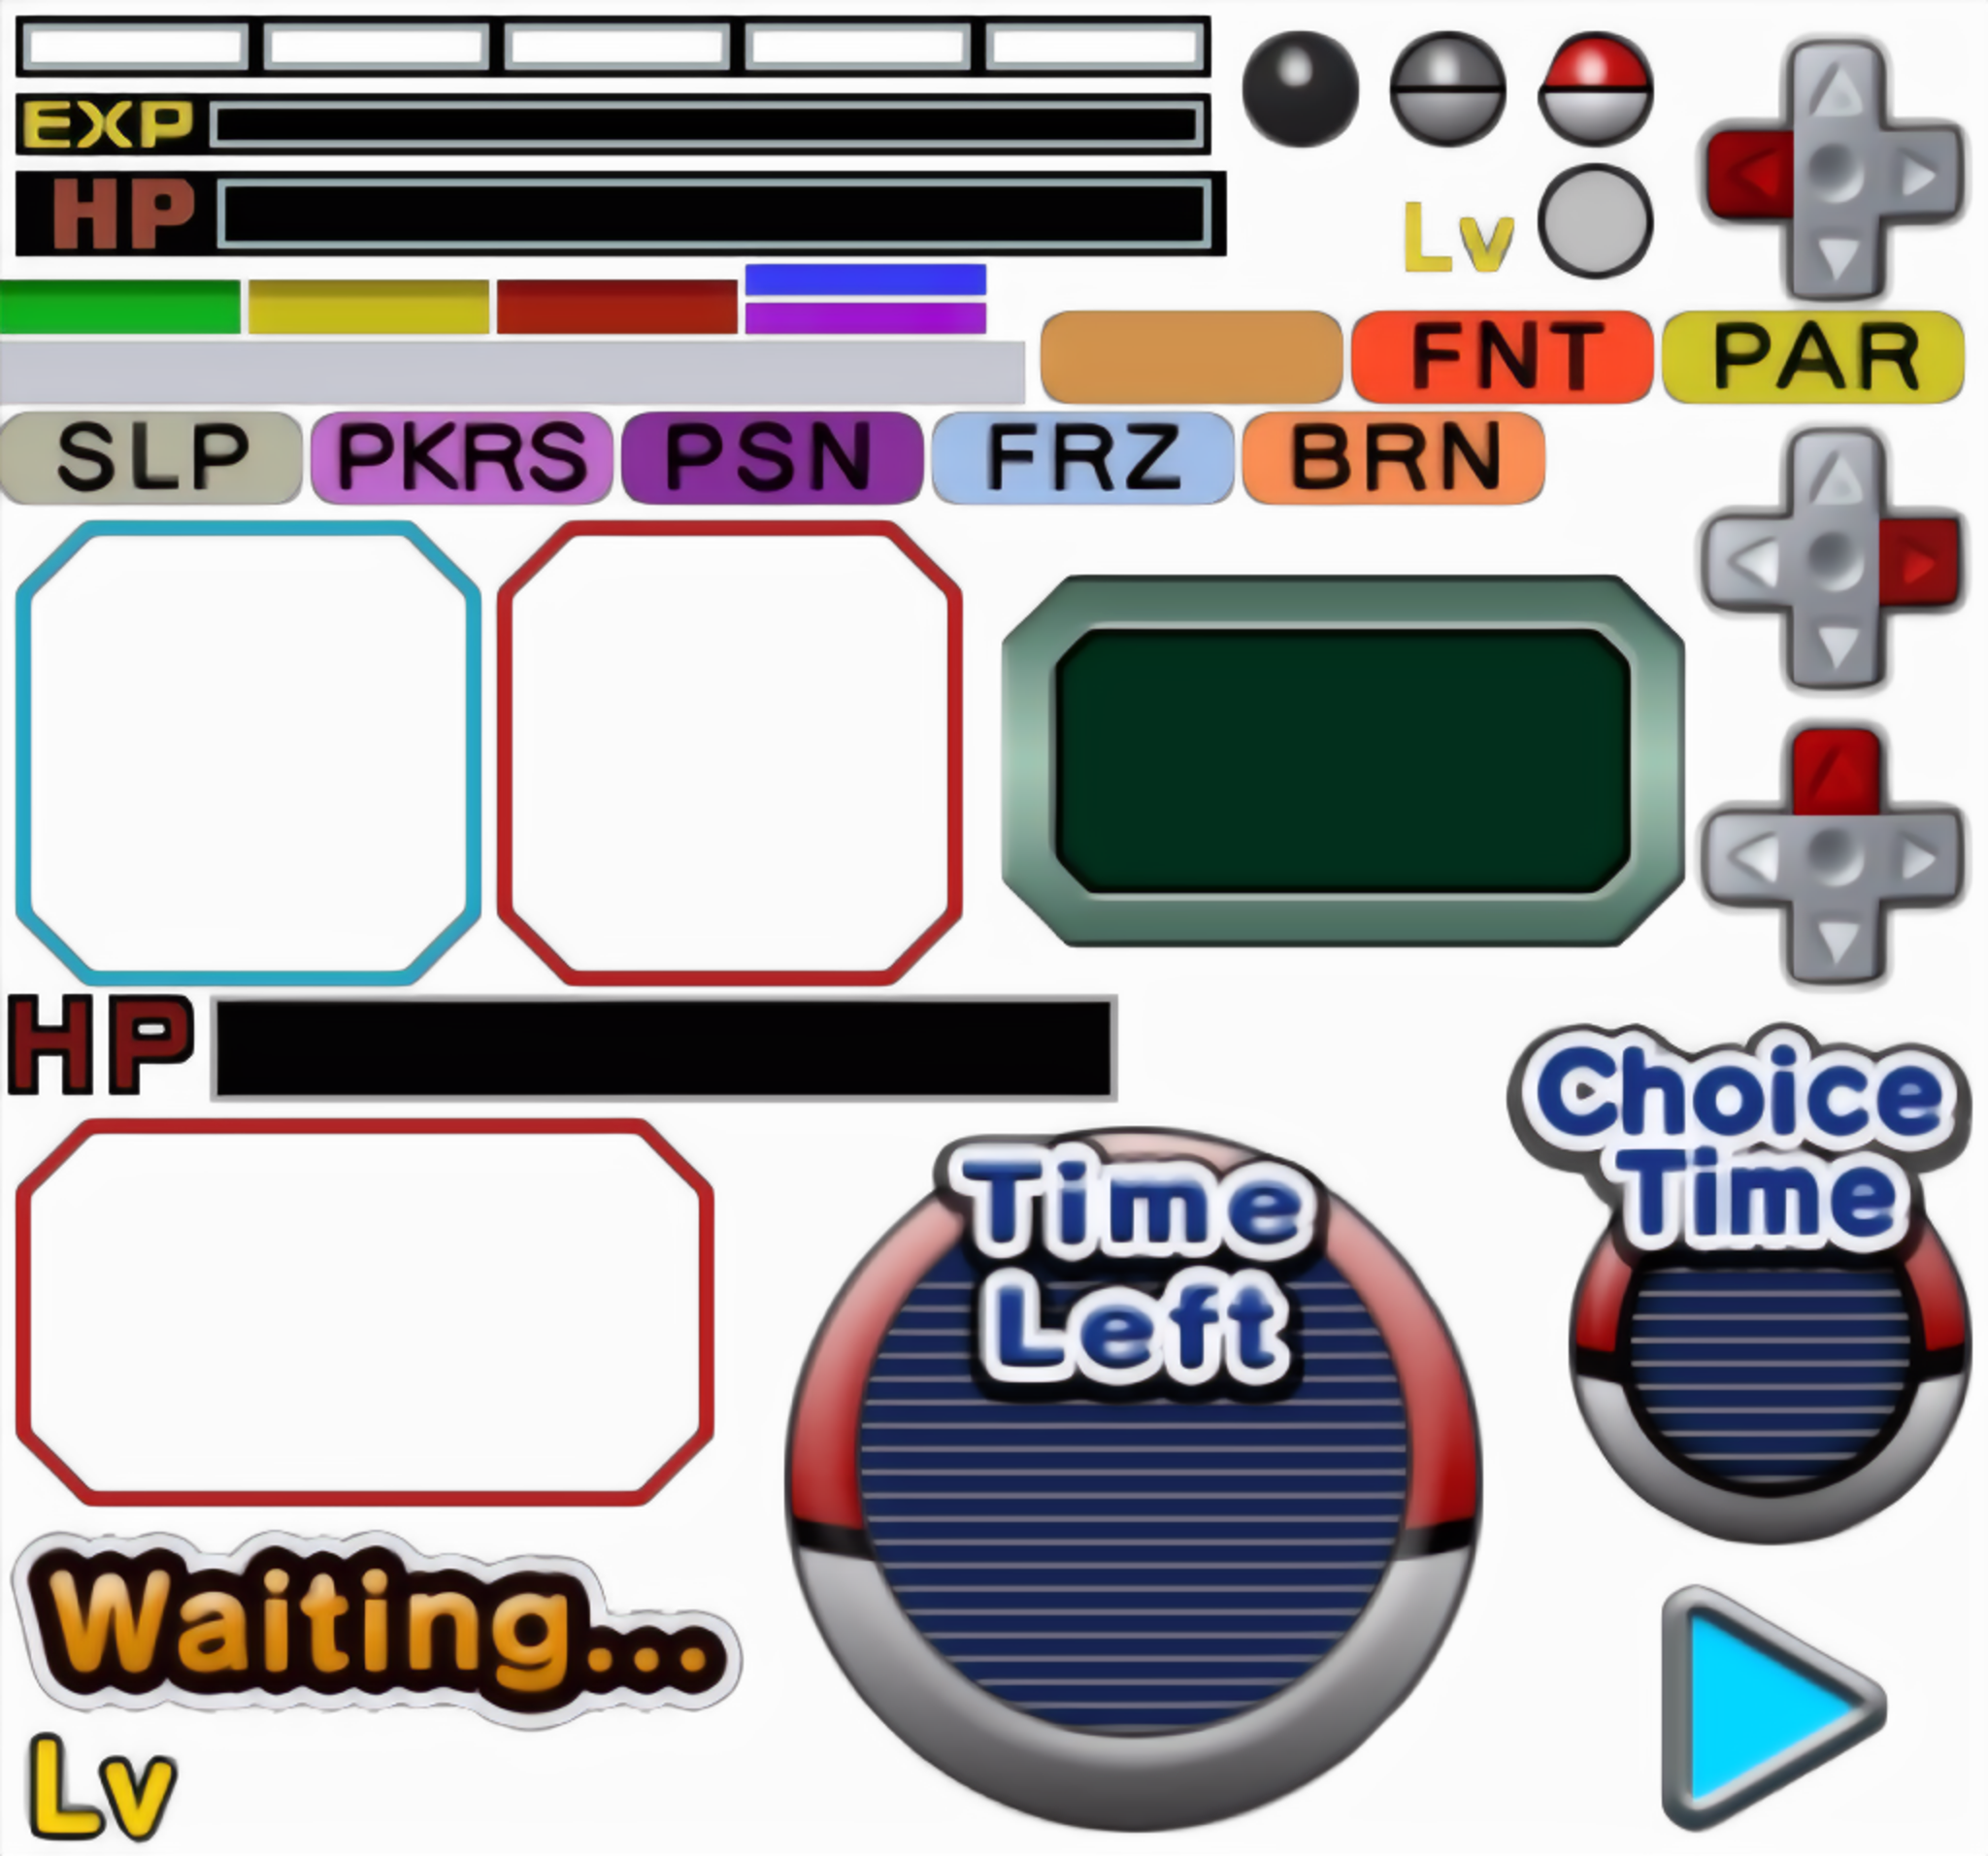 EXP
HP
Lv
FNT PAR
SLP PKRS PSN FRZ BRN
HP
Choice
Time
Time
Left
Waiting...
Lv